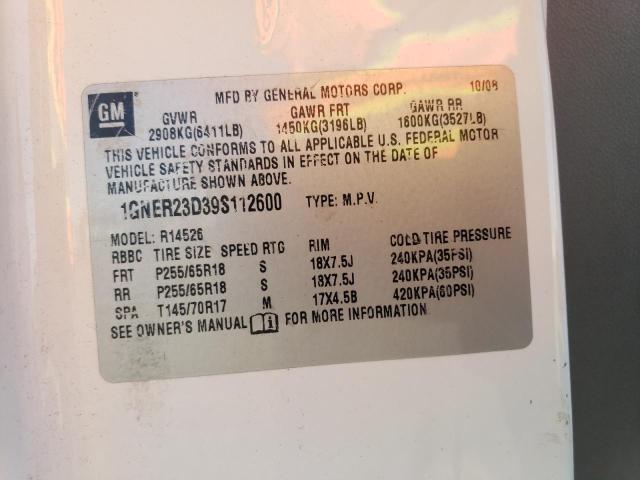 MFD BY GENERAL MOTORS CORP. 10/08
GM
GVWR GAWR FRT GAWR RR
2908KG(6411LB) 1450KG(3196LB) 1600KG(3527LB)
THIS VEHICLE CONFORMS TO ALL APPLICABLE U.S. FEDERAL MOTOR
VEHICLE SAFETY STANDARDS IN EFFECT ON THE DATE OF
MANUFACTURE SHOWN ABOVE.
1GNER23D39S112600 TYPE: M.P.V.
MODEL: R14526
RBBC TIRE SIZE SPEED RTG RIM COLD TIRE PRESSURE
FRT P255/65R18 S 18X7.5J 240KPA(35PSI)
RR P255/65R18 S 18X7.5J 240KPA(35PSI)
SPA T145/70R17 M 17X4.5B 420KPA(60PSI)
SEE OWNER'S MANUAL FOR MORE INFORMATION